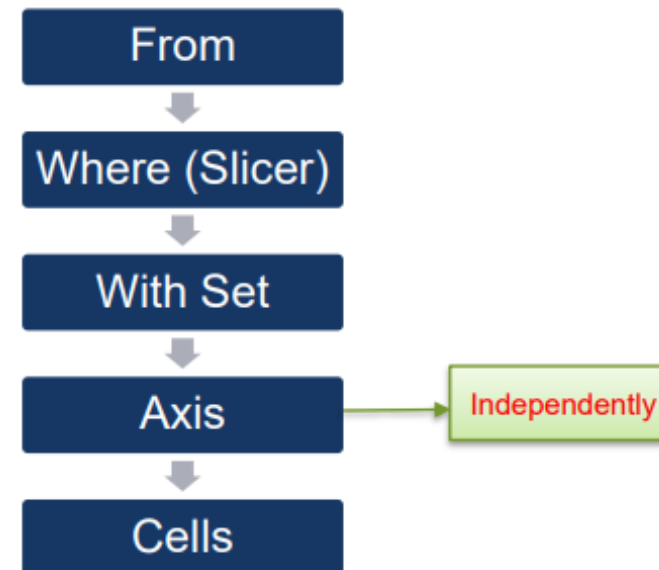 From
Where (Slicer)
With Set
Axis
Independently
Cells